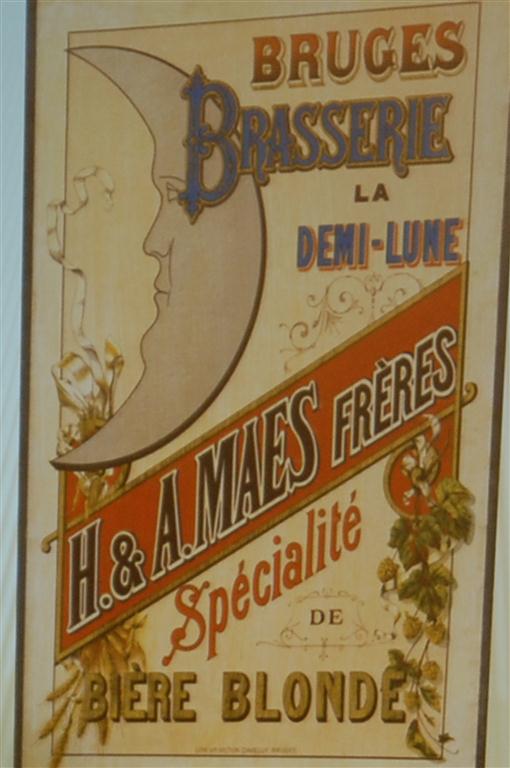 BRUGES
BRASSERIE
LA
DEMI-LUNE
H. & A. MAES FRÈRES
Spécialité
DE
BIÈRE BLONDE